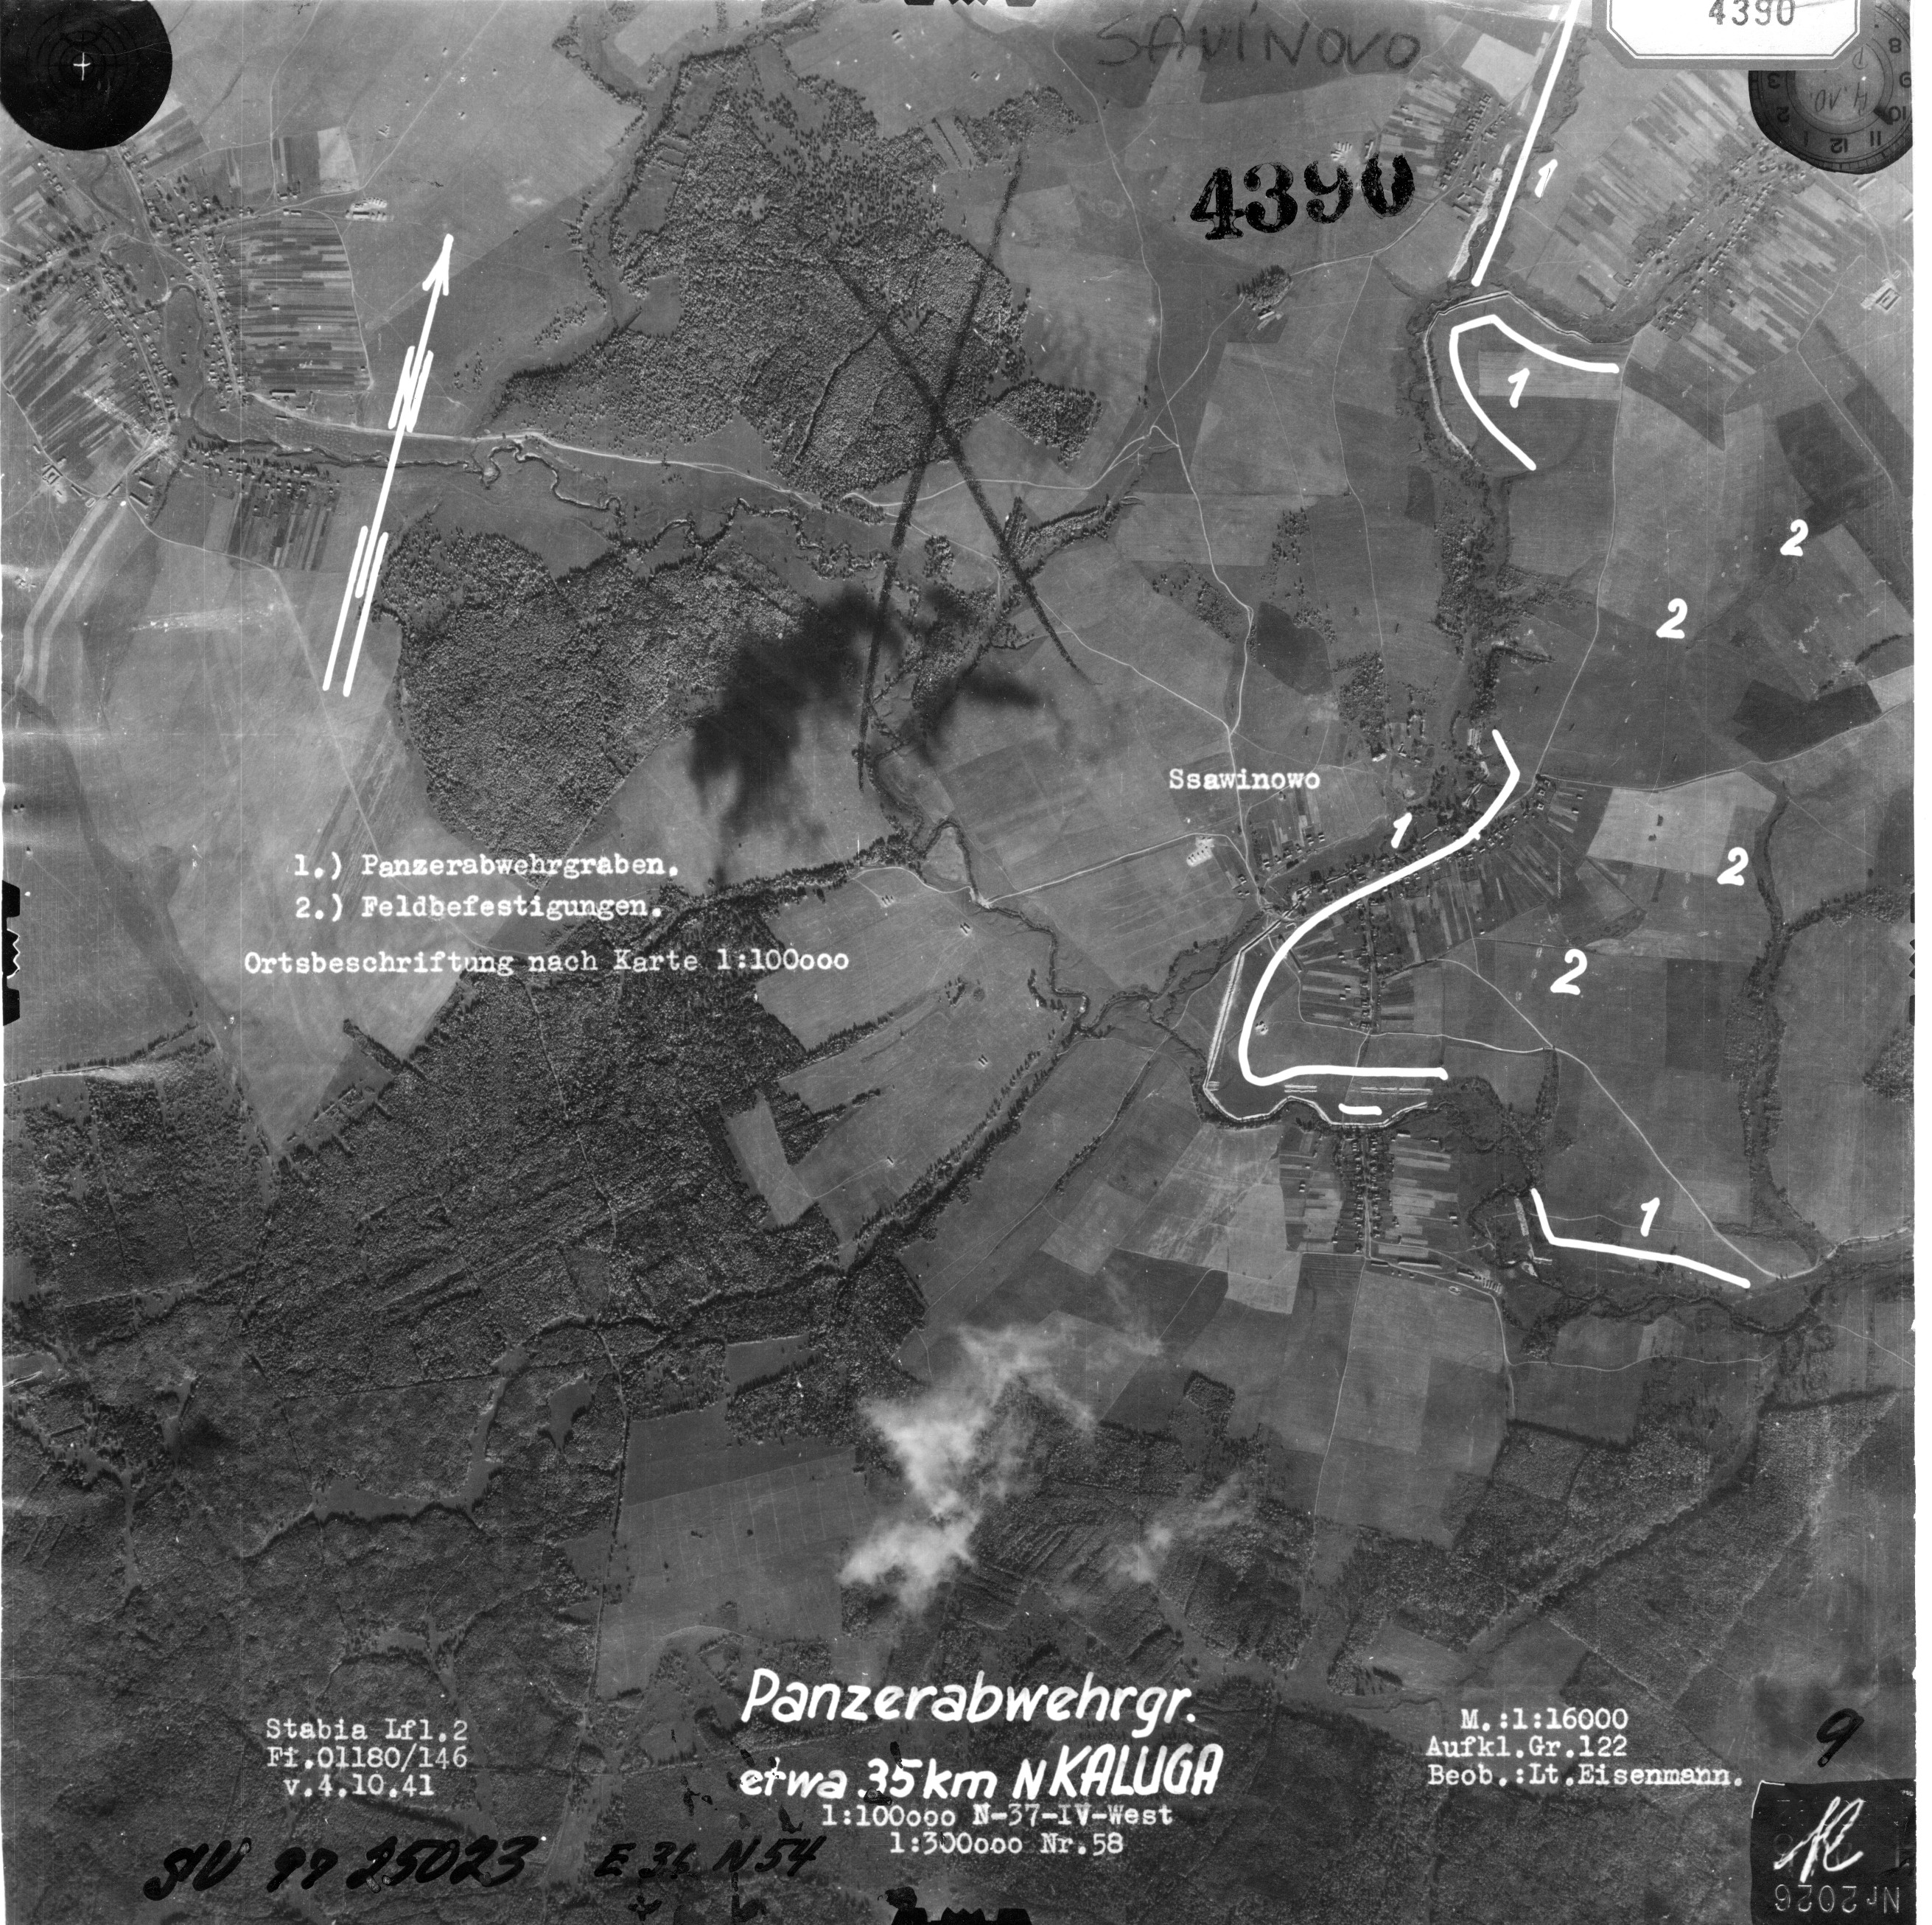 4390
SAVINOVO
4390
N
1
1
2
2
Ssawinowo
1
2
2
1
1.) Panzerabwehrgraben.
2.) Feldbefestigungen.
Ortsbeschriftung nach Karte 1:100ooo
Panzerabwehrgr.
etwa 35km N KALUGA
1:100ooo N-37-IV-West
1:300ooo Nr.58
Stabia Lfl.2
Fi.01180/146
v.4.10.41
M.:1:16000
Aufkl.Gr.122
Beob.:Lt.Eisenmann.
9
25023 E 36 N 54
Nr 2026